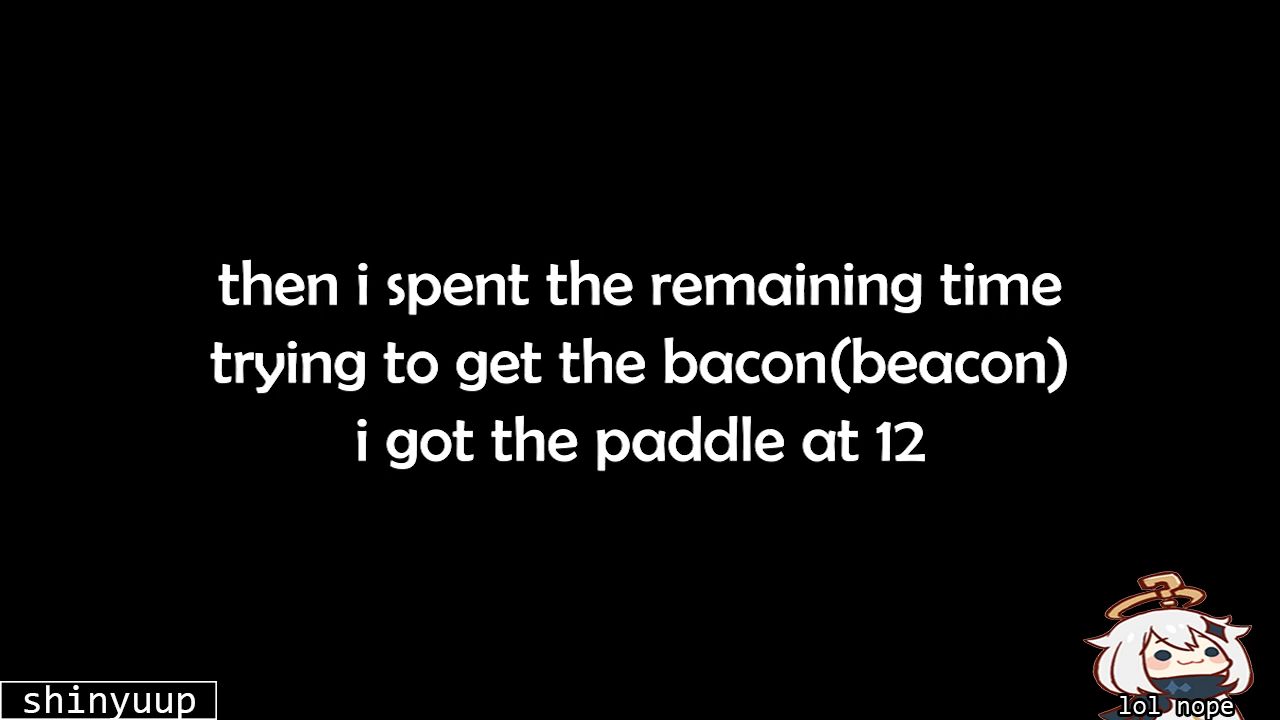 then i spent the remaining time
trying to get the bacon(beacon)
i got the paddle at 12
shinyuup
lol nope